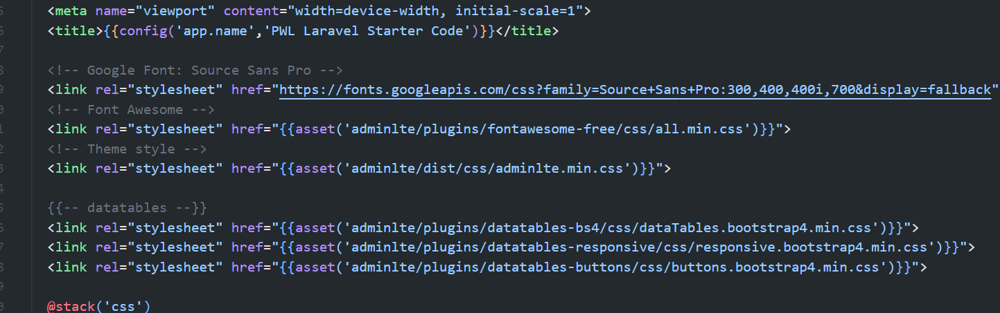 <meta name="viewport" content="width=device-width, initial-scale=1">
<title>{{config('app.name','PWL Laravel Starter Code')}}</title>
<!-- Google Font: Source Sans Pro -->
<link rel="stylesheet" href="https://fonts.googleapis.com/css?family=Source+Sans+Pro:300,400,400i,700&display=fallback"
<!-- Font Awesome -->
<link rel="stylesheet" href="{{asset('adminlte/plugins/fontawesome-free/css/all.min.css')}}">
<!-- Theme style -->
<link rel="stylesheet" href="{{asset('adminlte/dist/css/adminlte.min.css')}}">
{{-- datatables --}}
<link rel="stylesheet" href="{{asset('adminlte/plugins/datatables-bs4/css/dataTables.bootstrap4.min.css')}}">
<link rel="stylesheet" href="{{asset('adminlte/plugins/datatables-responsive/css/responsive.bootstrap4.min.css')}}">
<link rel="stylesheet" href="{{asset('adminlte/plugins/datatables-buttons/css/buttons.bootstrap4.min.css')}}">
@stack('css')